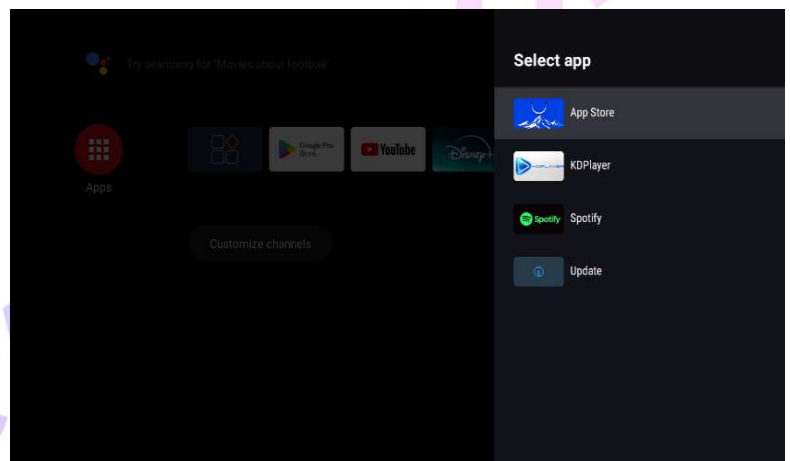 Try searching for "Movies about football"
Apps
Google Play
Store
YouTube
Disney+
Customize channels
Select app
App Store
KDPlayer
Spotify
Spotify
Update